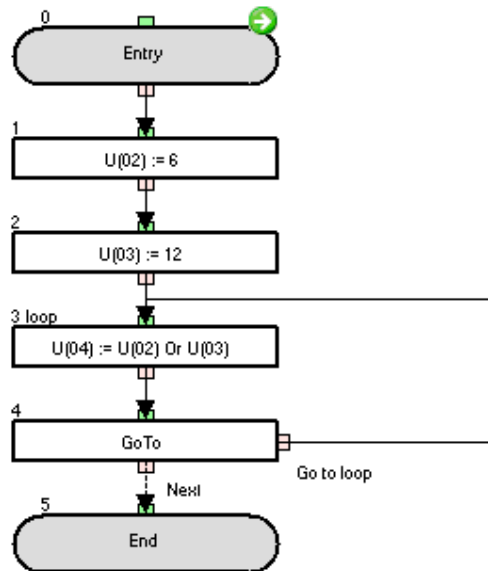 0
Entry
1
U(02) := 6
2
U(03) := 12
3 loop
U(04) := U(02) Or U(03)
4
GoTo
Go to loop
Next
5
End